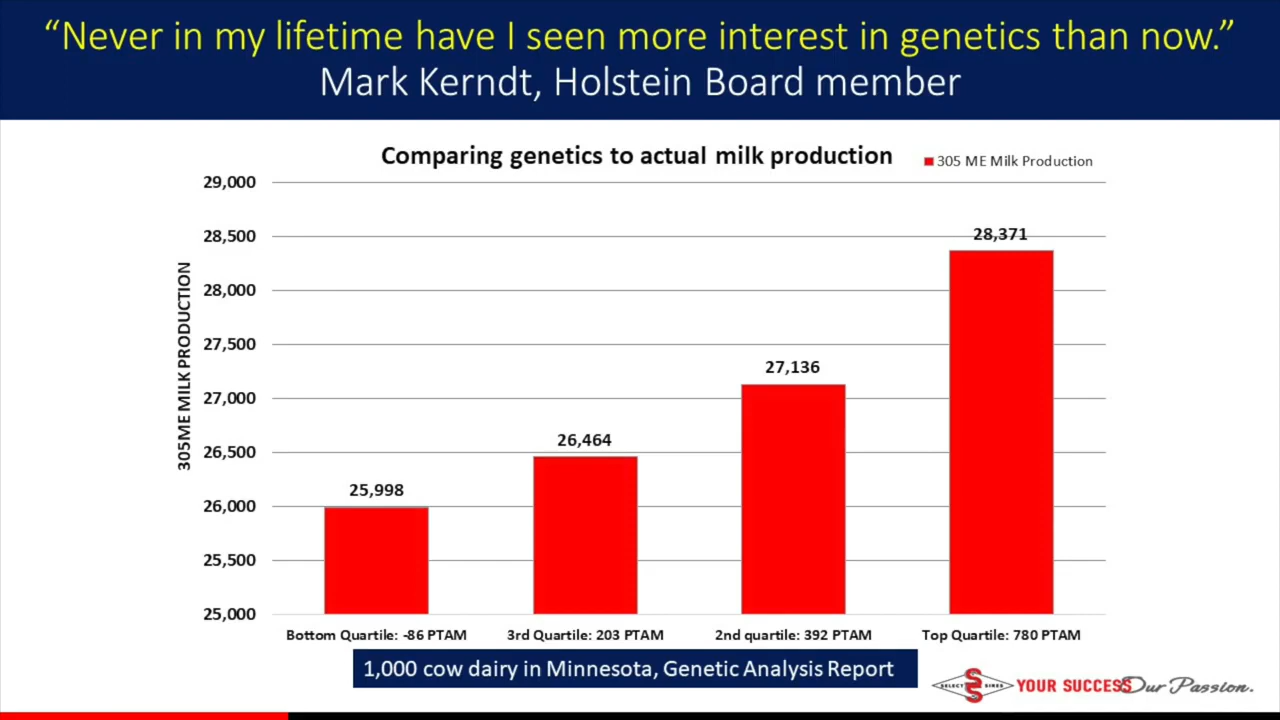 “Never in my lifetime have I seen more interest in genetics than now.”
Mark Kerndt, Holstein Board member
Comparing genetics to actual milk production
305 ME Milk Production
305ME MILK PRODUCTION
29,000
28,500
28,000
27,500
27,000
26,500
26,000
25,500
25,000
25,998
26,464
27,136
28,371
Bottom Quartile: -86 PTAM
3rd Quartile: 203 PTAM
2nd quartile: 392 PTAM
Top Quartile: 780 PTAM
1,000 cow dairy in Minnesota, Genetic Analysis Report
SELECT SIRES
YOUR SUCCESS Our Passion.